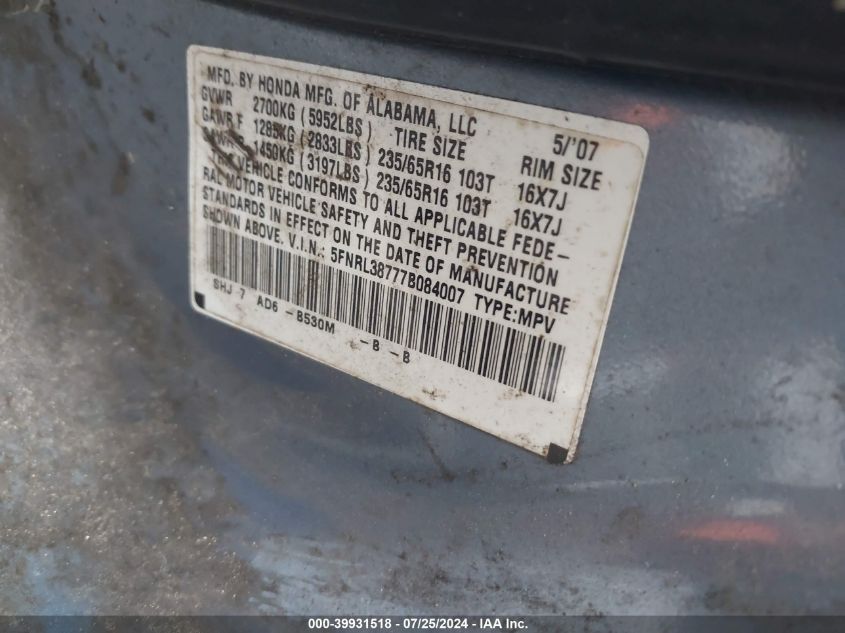 MFD. BY HONDA MFG. OF ALABAMA, LLC 5/'07
GVWR 2700KG ( 5952LBS ) TIRE SIZE RIM SIZE
GAWR F 1285KG ( 2833LBS ) 235/65R16 103T 16X7J
GAWR R 1450KG ( 3197LBS ) 235/65R16 103T 16X7J
THIS VEHICLE CONFORMS TO ALL APPLICABLE FEDE-
RAL MOTOR VEHICLE SAFETY AND THEFT PREVENTION
STANDARDS IN EFFECT ON THE DATE OF MANUFACTURE
SHOWN ABOVE. V.I.N.: 5FNRL38777B084007 TYPE:MPV
SHJ 7 AD6 -B530M -B -B
000-39931518 - 07/25/2024 - IAA Inc.